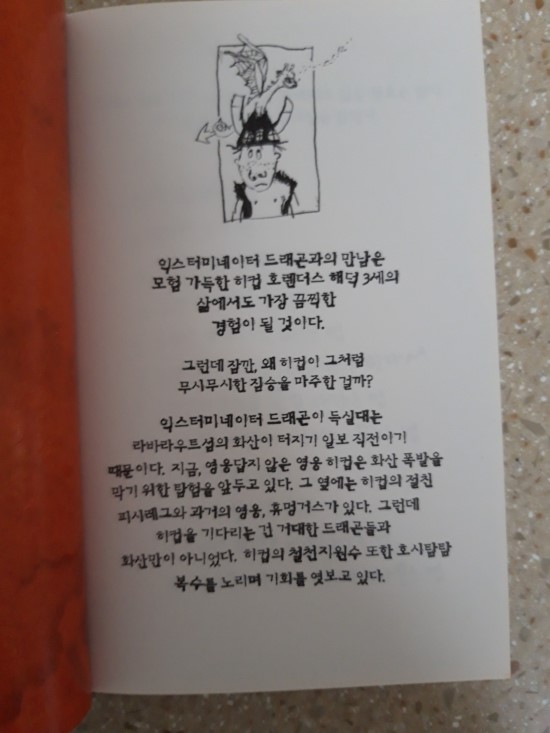 익스터미네이터 드래곤과의 만남은
모험 가득한 히컵 호렌더스 해덕 3세의
삶에서도 가장 끔찍한
경험이 될 것이다.
그런데 잠깐, 왜 히컵이 그처럼
무시무시한 짐승을 마주한 걸까?
익스터미네이터 드래곤이 득실대는
라바라우트섬의 화산이 터지기 일보 직전이기
때문이다. 지금, 영웅답지 않은 영웅 히컵은 화산 폭발을
막기 위한 탐험을 앞두고 있다. 그 옆에는 히컵의 절친
피시레그와 과거의 영웅, 휴멍거스가 있다. 그런데
히컵을 기다리는 건 거대한 드래곤들과
화산만이 아니었다. 히컵의 철천지원수 또한 호시탐탐
복수를 노리며 기회를 엿보고 있다.